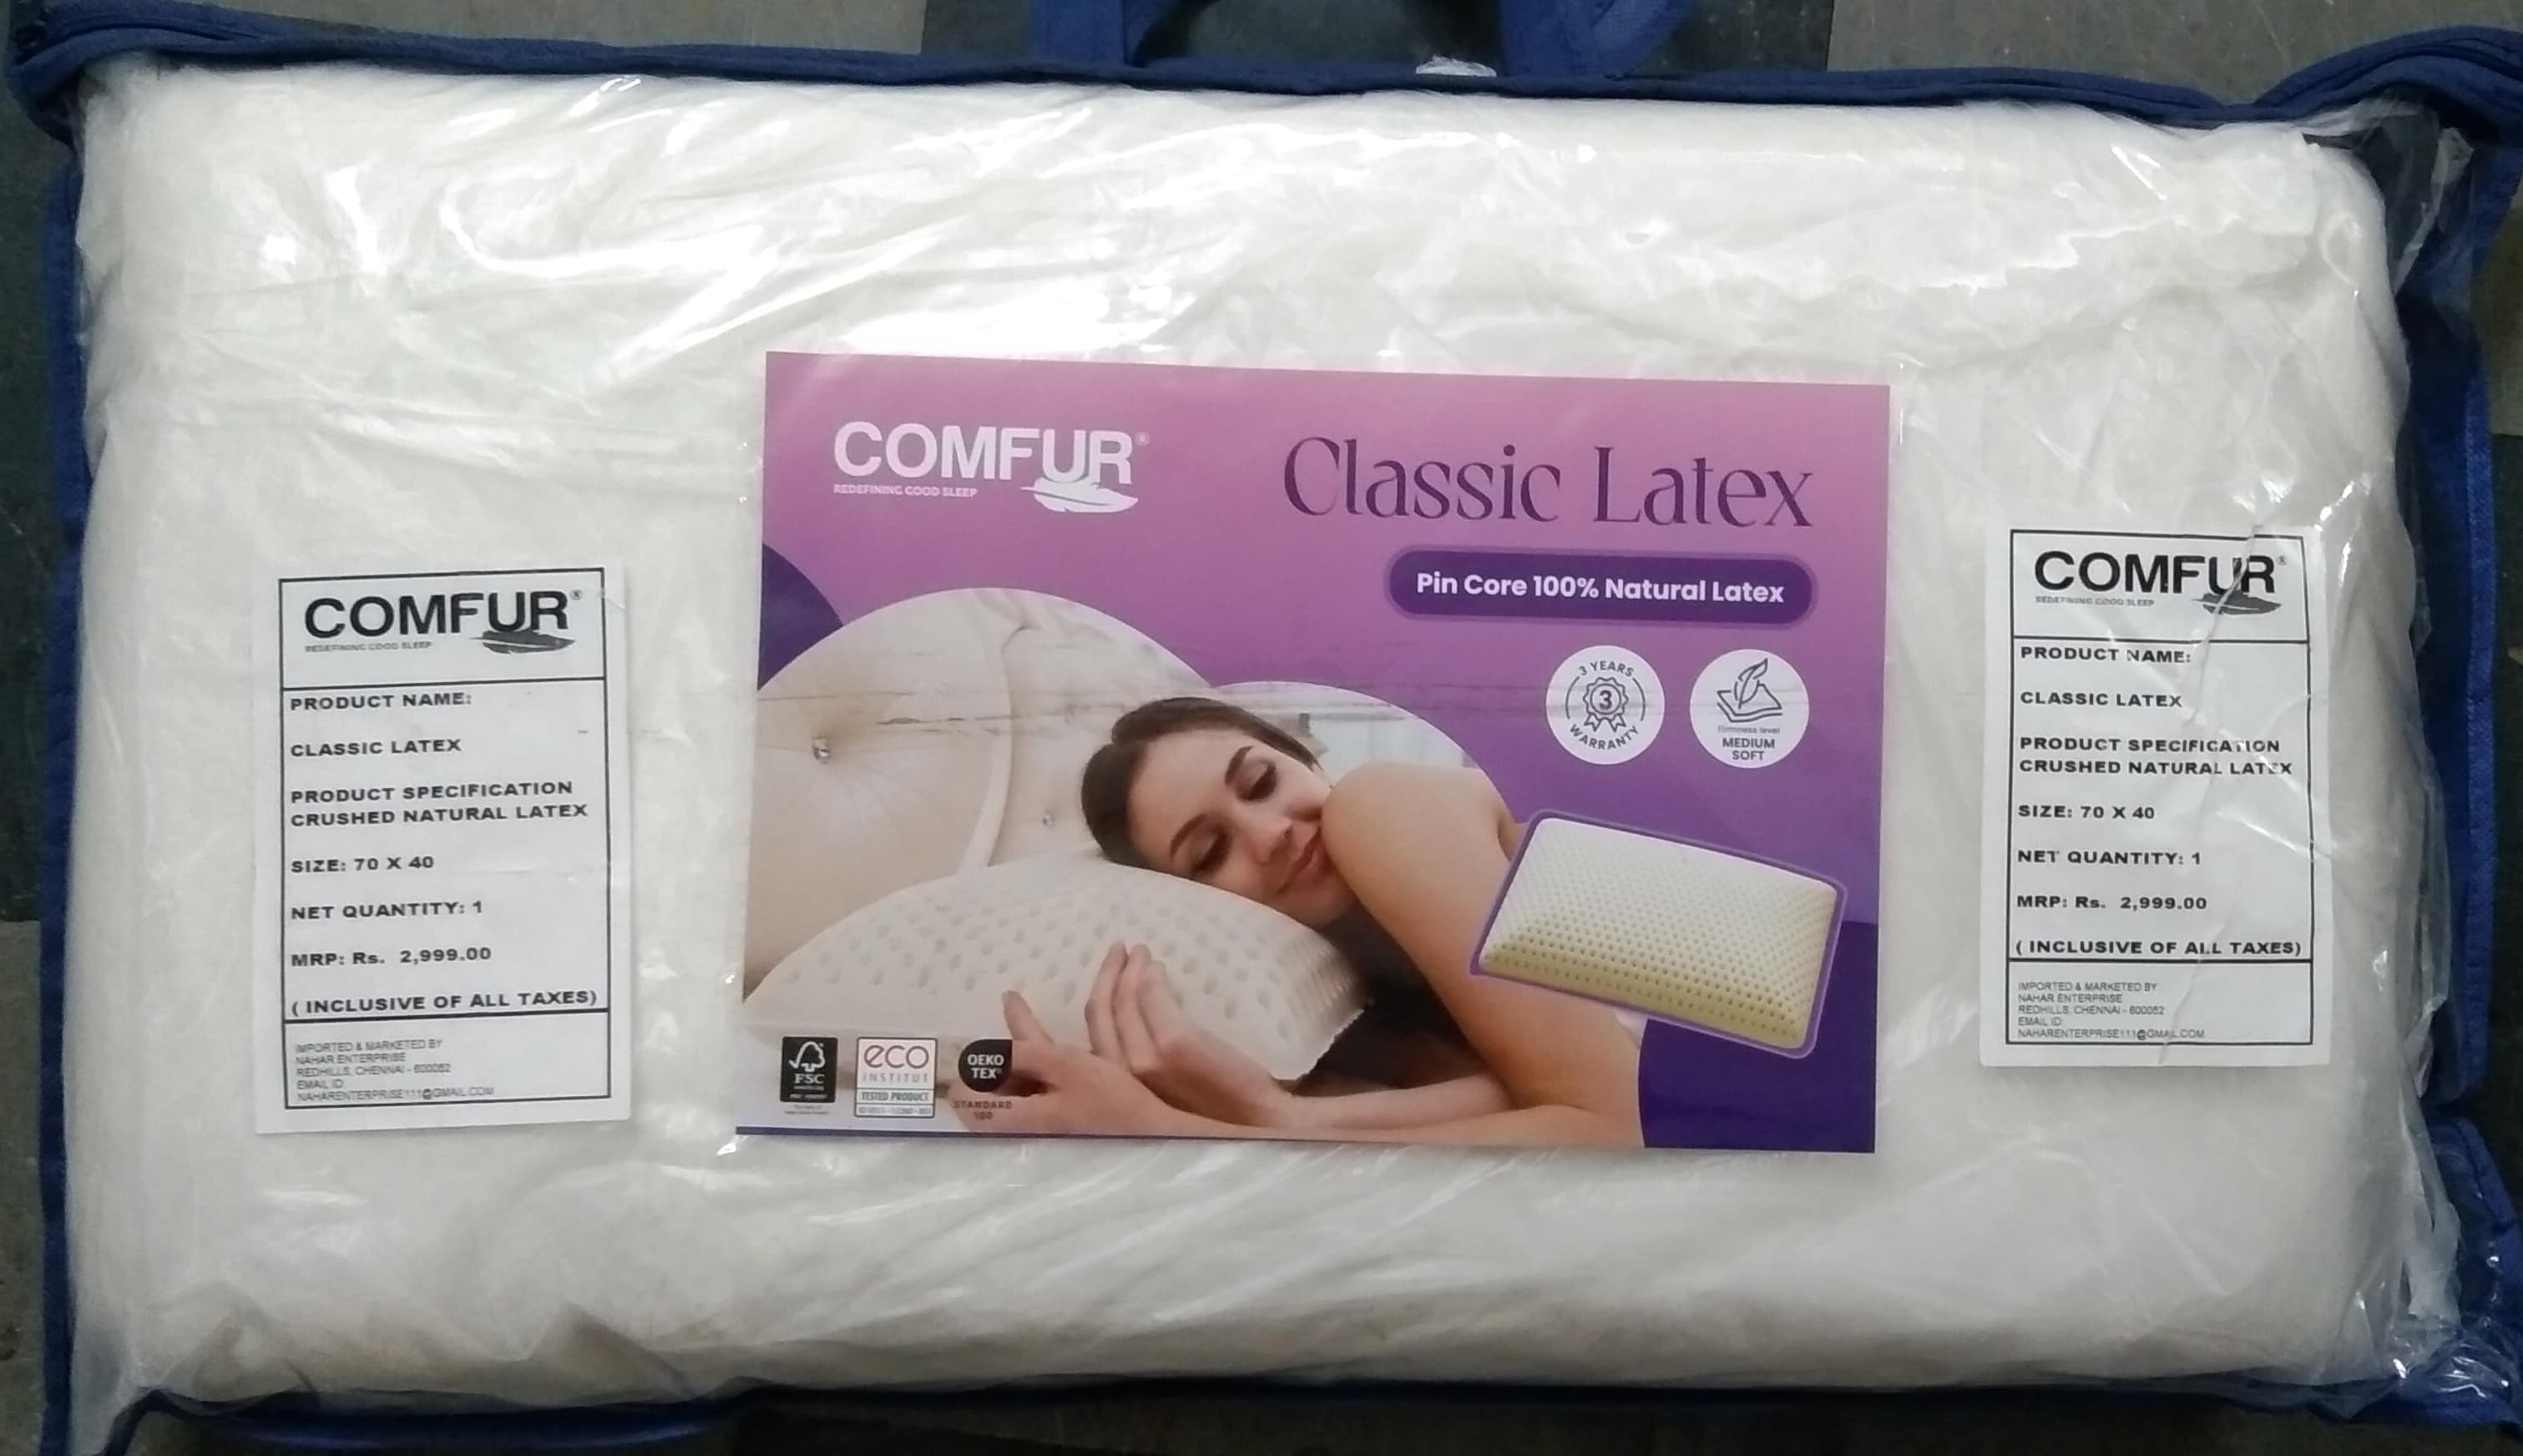 COMFUR®
REDEFINING GOOD SLEEP
PRODUCT NAME:
CLASSIC LATEX
PRODUCT SPECIFICATION
CRUSHED NATURAL LATEX
SIZE: 70 X 40
NET QUANTITY: 1
MRP: Rs. 2,999.00
( INCLUSIVE OF ALL TAXES)
IMPORTED & MARKETED BY
NAHAR ENTERPRISE
REDHILLS, CHENNAI - 600052
EMAIL ID:
NAHARENTERPRISE111@GMAIL.COM
COMFUR®
REDEFINING GOOD SLEEP
Classic Latex
Pin Core 100% Natural Latex
3 YEARS
3
WARRANTY
Firmness level
MEDIUM
SOFT
FSC
eco
INSTITUT
TESTED PRODUCT
OEKO
TEX®
STANDARD
100
COMFUR®
REDEFINING GOOD SLEEP
PRODUCT NAME:
CLASSIC LATEX
PRODUCT SPECIFICATION
CRUSHED NATURAL LATEX
SIZE: 70 X 40
NET QUANTITY: 1
MRP: Rs. 2,999.00
( INCLUSIVE OF ALL TAXES)
IMPORTED & MARKETED BY
NAHAR ENTERPRISE
REDHILLS, CHENNAI - 600052
EMAIL ID:
NAHARENTERPRISE111@GMAIL.COM